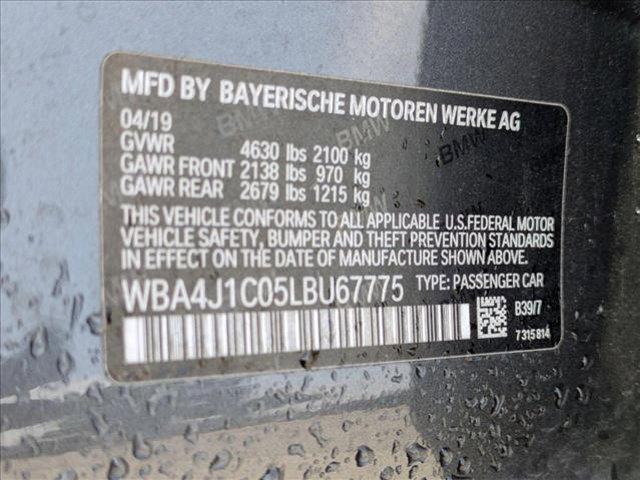 MFD BY BAYERISCHE MOTOREN WERKE AG
04/19
GVWR 4630 lbs 2100 kg
GAWR FRONT 2138 lbs 970 kg
GAWR REAR 2679 lbs 1215 kg
THIS VEHICLE CONFORMS TO ALL APPLICABLE U.S.FEDERAL MOTOR
VEHICLE SAFETY, BUMPER AND THEFT PREVENTION STANDARDS
IN EFFECT ON THE DATE OF MANUFACTURE SHOWN ABOVE.
WBA4J1C05LBU67775 TYPE: PASSENGER CAR
B39/7
7315814